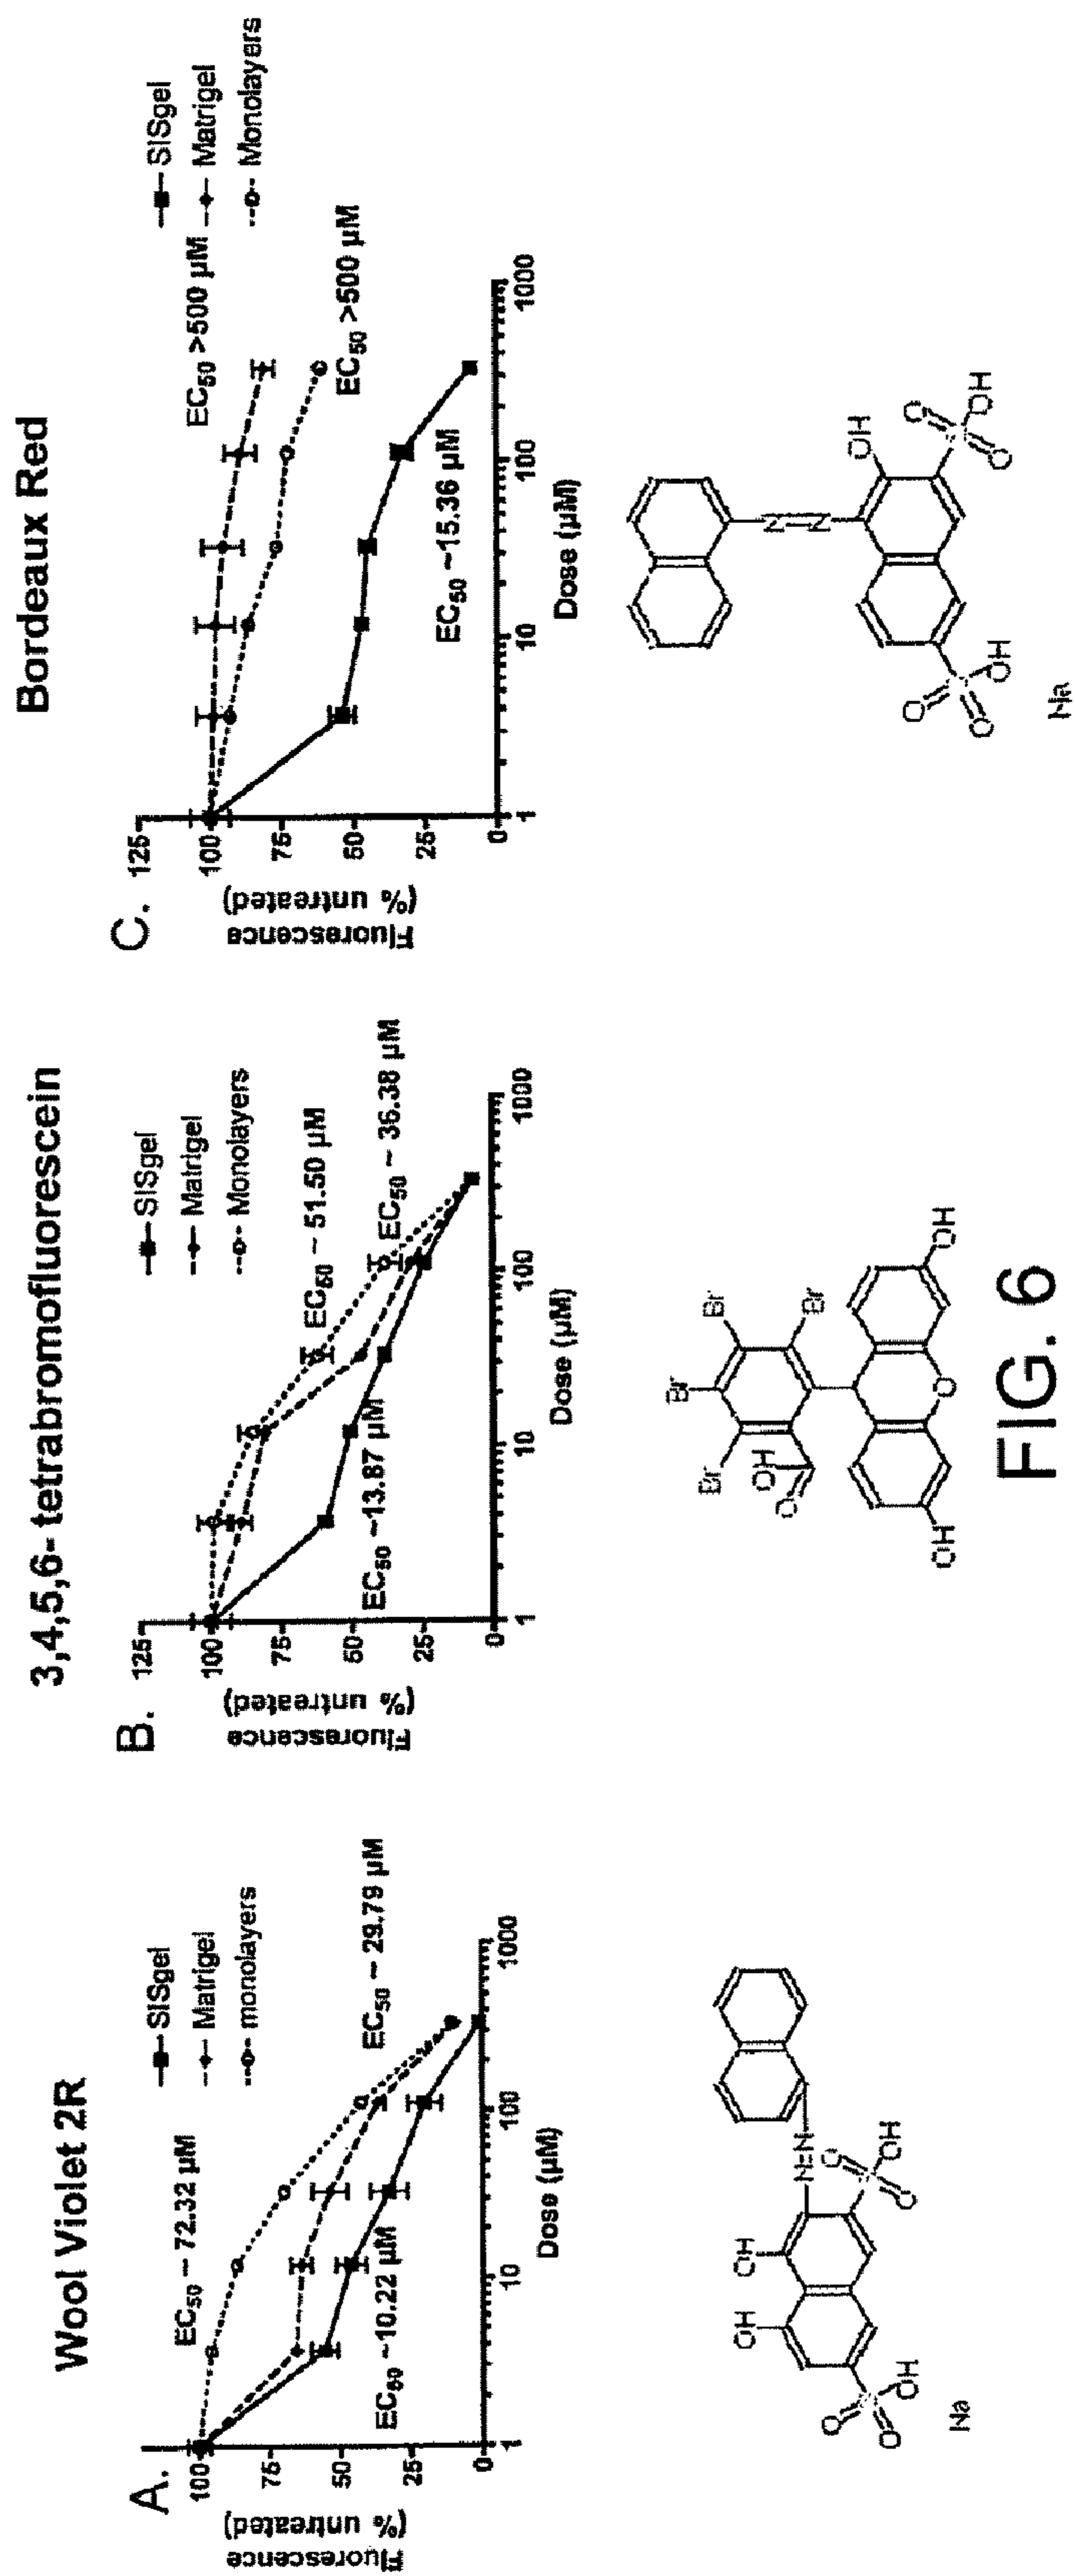 Wool Violet 2R
A.
SISgel
Matrigel
monolayers
EC50 ~ 72.32 µM
EC50 ~ 29.79 µM
EC50 ~10.22 µM
Fluorescence
(% untreated)
100
75
50
25
0
1
10
100
1000
Dose (µM)
OH
OH
N=N
O
O
OH
O
O
OH
Na
3,4,5,6-tetrabromofluorescein
B.
SISgel
Matrigel
Monolayers
EC50 ~ 51.50 µM
EC50 ~ 36.38 µM
EC50 ~13.87 µM
Fluorescence
(% untreated)
125
100
75
50
25
0
1
10
100
1000
Dose (µM)
Br
Br
Br
Br
OH
O
O
OH
OH
Bordeaux Red
C.
SISgel
Matrigel
Monolayers
EC50 >500 µM
EC50 >500 µM
EC50 ~15.36 µM
Fluorescence
(% untreated)
125
100
75
50
25
0
1
10
100
1000
Dose (µM)
N
N
OH
O
O
OH
O
O
OH
Na
FIG. 6